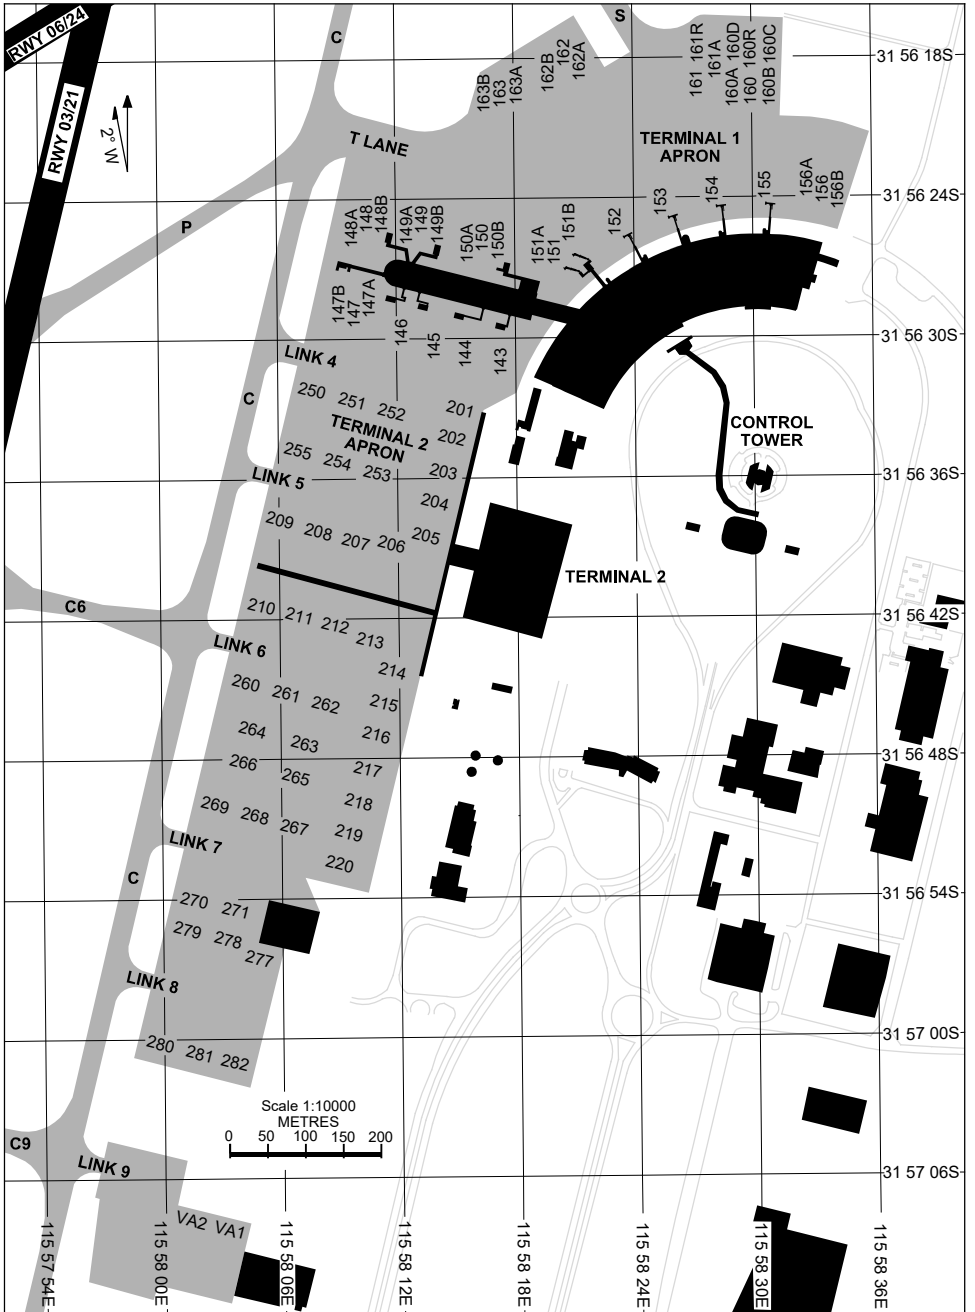 RWY 06/24
C
S
RWY 03/21
2° W
T LANE
163B
163
163A
162B
162
162A
161 161R
161A
160A 160D
160 160R
160B 160C
31 56 18S
TERMINAL 1
APRON
153
154
155
156A
156
156B
31 56 24S
P
148A
148
148B
149A
149
149B
150A
150
150B
151A
151
151B
152
147B
147
147A
146
145
144
143
31 56 30S
LINK 4
250
251
252
201
C
TERMINAL 2
APRON
202
CONTROL
TOWER
255
254
253
203
31 56 36S
LINK 5
204
209
208
207
206
205
TERMINAL 2
C6
210
211
212
213
31 56 42S
LINK 6
214
260
261
262
215
264
263
216
31 56 48S
266
265
217
269
268
267
218
219
LINK 7
220
C
31 56 54S
270
271
279
278
277
LINK 8
31 57 00S
280
281
282
Scale 1:10000
METRES
0 50 100 150 200
C9
LINK 9
31 57 06S
VA2 VA1
115 57 54E
115 58 00E
115 58 06E
115 58 12E
115 58 18E
115 58 24E
115 58 30E
115 58 36E